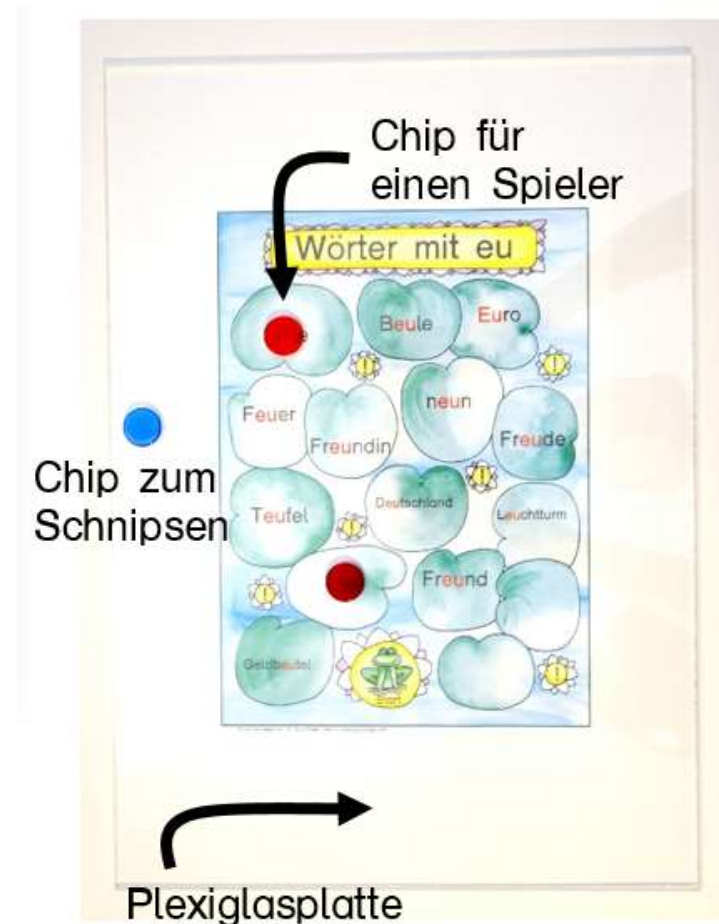 Chip für
einen Spieler
Wörter mit eu
Beule
Euro
neun
Feuer
Freundin
Freude
Chip zum
Schnipsen
Teufel
Deutschland
Leuchtturm
Freund
Geldbeutel
Plexiglasplatte